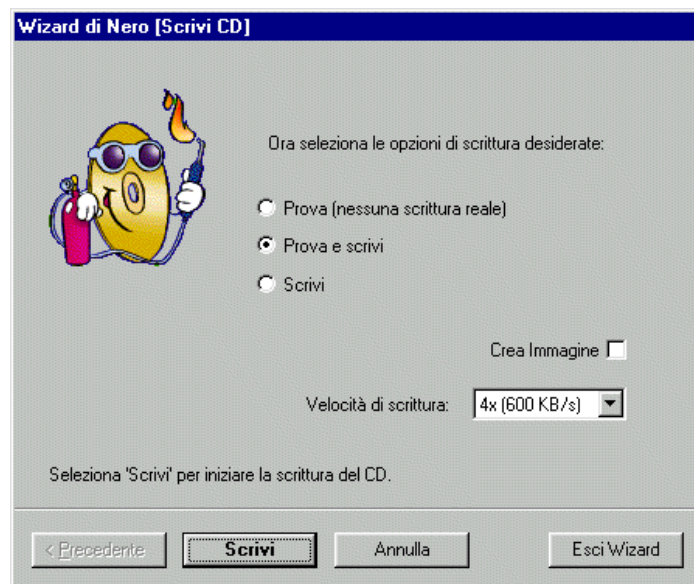 Wizard di Nero [Scrivi CD]
Ora seleziona le opzioni di scrittura desiderate:
Prova (nessuna scrittura reale)
Prova e scrivi
Scrivi
Crea Immagine
Velocità di scrittura: 4x (600 KB/s)
Seleziona 'Scrivi' per iniziare la scrittura del CD.
< Precedente Scrivi Annulla Esci Wizard